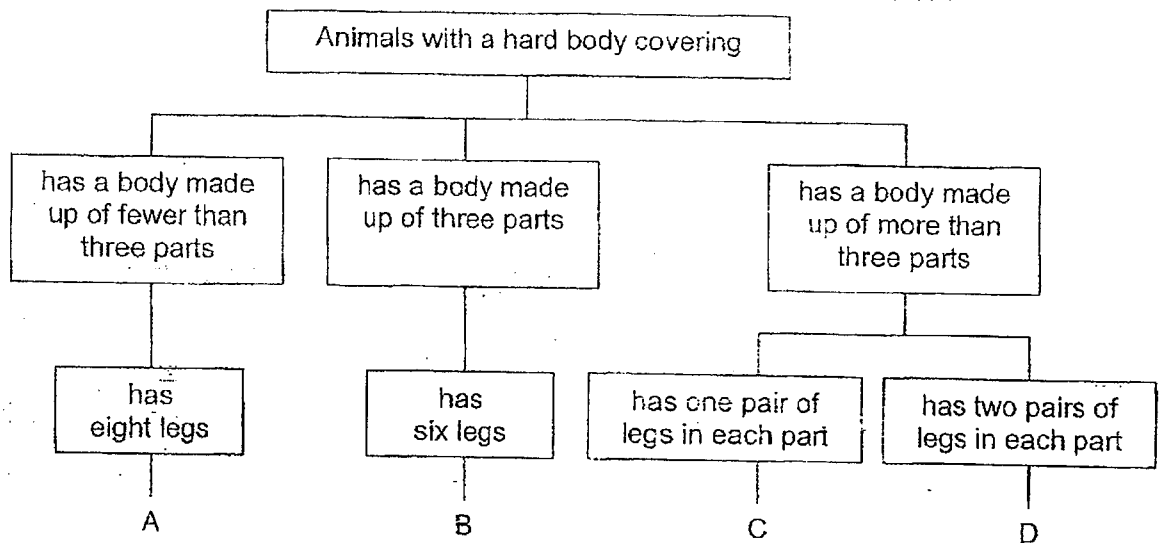 Animals with a hard body covering
has a body made
up of fewer than
three parts
has a body made
up of three parts
has a body made
up of more than
three parts
has
eight legs
has
six legs
has one pair of
legs in each part
has two pairs of
legs in each part
A
B
C
D